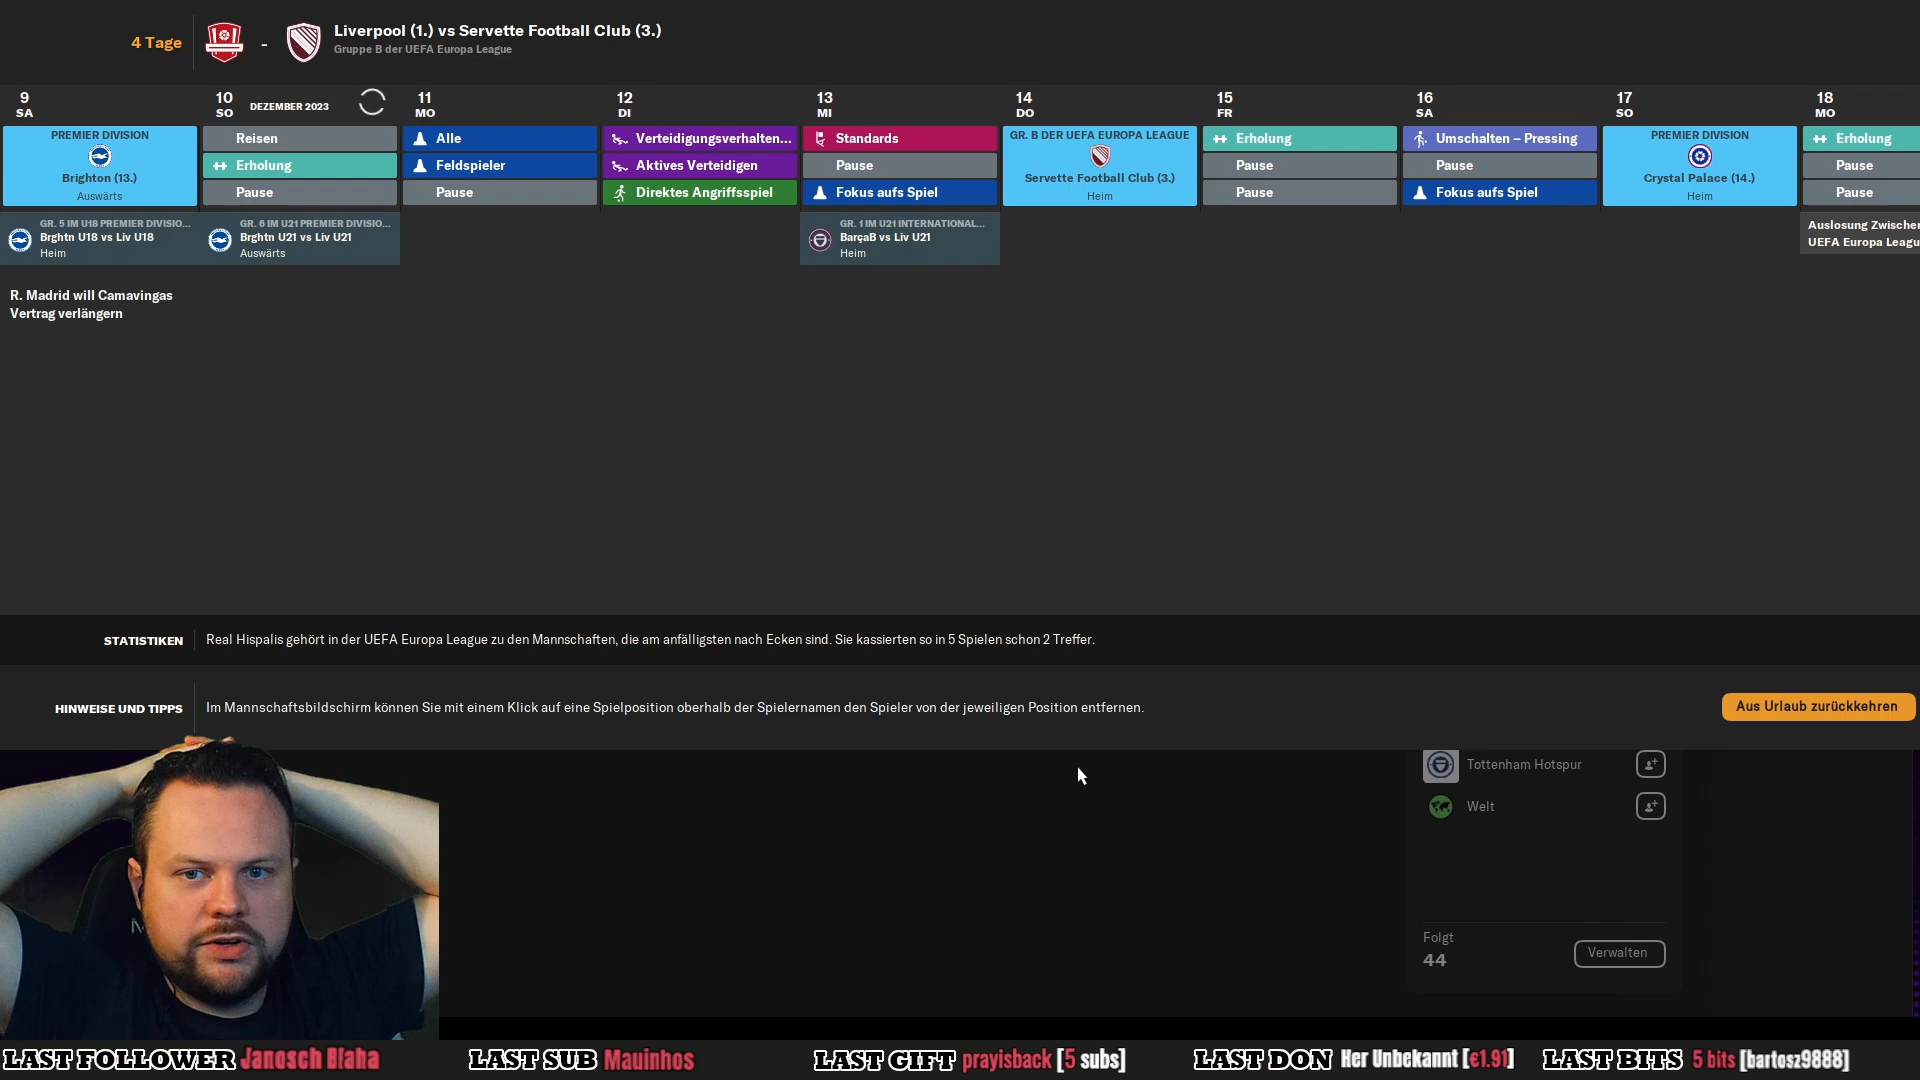 4 Tage
-
Liverpool (1.) vs Servette Football Club (3.)
Gruppe B der UEFA Europa League
9
SA
10
SO
DEZEMBER 2023
11
MO
12
DI
13
MI
14
DO
15
FR
16
SA
17
SO
18
MO
PREMIER DIVISION
Brighton (13.)
Auswärts
Reisen
Erholung
Pause
Alle
Feldspieler
Pause
Verteidigungsverhalten...
Aktives Verteidigen
Direktes Angriffsspiel
Standards
Pause
Fokus aufs Spiel
GR. B DER UEFA EUROPA LEAGUE
Servette Football Club (3.)
Heim
Erholung
Pause
Pause
Umschalten – Pressing
Pause
Fokus aufs Spiel
PREMIER DIVISION
Crystal Palace (14.)
Heim
Erholung
Pause
Pause
GR. 5 IM U18 PREMIER DIVISIO...
Brghtn U18 vs Liv U18
Heim
GR. 6 IM U21 PREMIER DIVISIO...
Brghtn U21 vs Liv U21
Auswärts
GR. 1 IM U21 INTERNATIONAL...
BarçaB vs Liv U21
Heim
Auslosung Zwischen
UEFA Europa Leagu
R. Madrid will Camavingas
Vertrag verlängern
STATISTIKEN
Real Hispalis gehört in der UEFA Europa League zu den Mannschaften, die am anfälligsten nach Ecken sind. Sie kassierten so in 5 Spielen schon 2 Treffer.
HINWEISE UND TIPPS
Im Mannschaftsbildschirm können Sie mit einem Klick auf eine Spielposition oberhalb der Spielernamen den Spieler von der jeweiligen Position entfernen.
Aus Urlaub zurückkehren
Tottenham Hotspur
Welt
Folgt
44
Verwalten
LAST FOLLOWER Janosch Blaha
LAST SUB Mauinhos
LAST GIFT prayisback [5 subs]
LAST DON Her Unbekannt [€1.91]
LAST BITS 5 bits [bartosz9888]